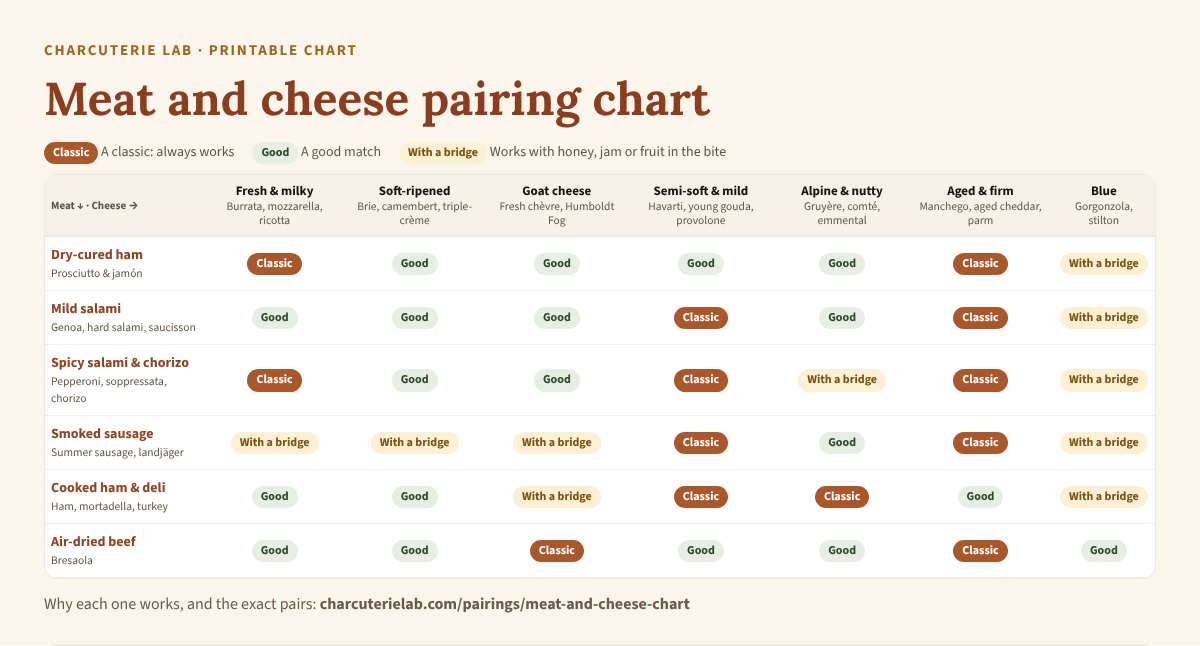 CHARCUTERIE LAB · PRINTABLE CHART
Meat and cheese pairing chart
Classic A classic: always works Good A good match With a bridge Works with honey, jam or fruit in the bite
Meat ↓ · Cheese → Fresh & milky Soft-ripened Goat cheese Semi-soft & mild Alpine & nutty Aged & firm Blue
Burrata, mozzarella, Brie, camembert, triple- Fresh chèvre, Humboldt Havarti, young gouda, Gruyère, comté, Manchego, aged cheddar, Gorgonzola,
ricotta crème Fog provolone emmental parm stilton
Dry-cured ham Classic Good Good Good Good Classic With a bridge
Prosciutto & jamón
Mild salami Good Good Good Classic Good Classic With a bridge
Genoa, hard salami, saucisson
Spicy salami & chorizo Classic Good Good Classic With a bridge Classic With a bridge
Pepperoni, soppressata,
chorizo
Smoked sausage With a bridge With a bridge With a bridge Classic Good Classic With a bridge
Summer sausage, landjäger
Cooked ham & deli Good Good With a bridge Classic Classic Good With a bridge
Ham, mortadella, turkey
Air-dried beef Good Good Classic Good Good Classic Good
Bresaola
Why each one works, and the exact pairs: charcuterielab.com/pairings/meat-and-cheese-chart